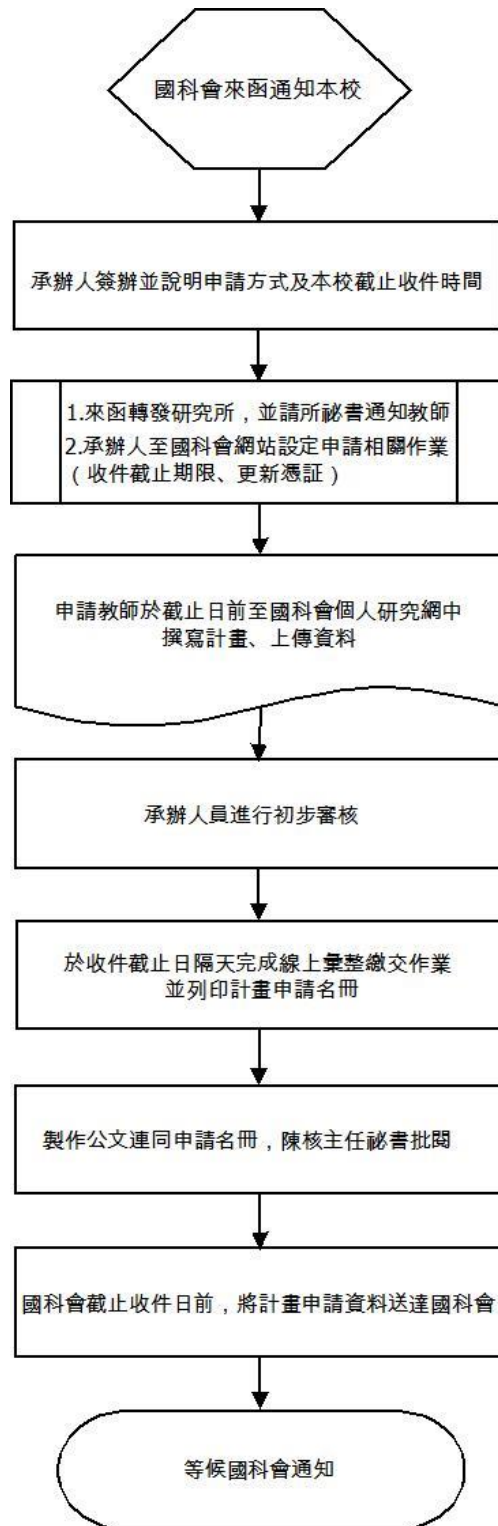 國科會來函通知本校
承辦人簽辦並說明申請方式及本校截止收件時間
1.來函轉發研究所，並請所祕書通知教師
2.承辦人至國科會網站設定申請相關作業
（收件截止期限、更新憑証）
申請教師於截止日前至國科會個人研究網中
撰寫計畫、上傳資料
承辦人員進行初步審核
於收件截止日隔天完成線上彙整繳交作業
並列印計畫申請名冊
製作公文連同申請名冊，陳核主任祕書批閱
國科會截止收件日前，將計畫申請資料送達國科會
等候國科會通知